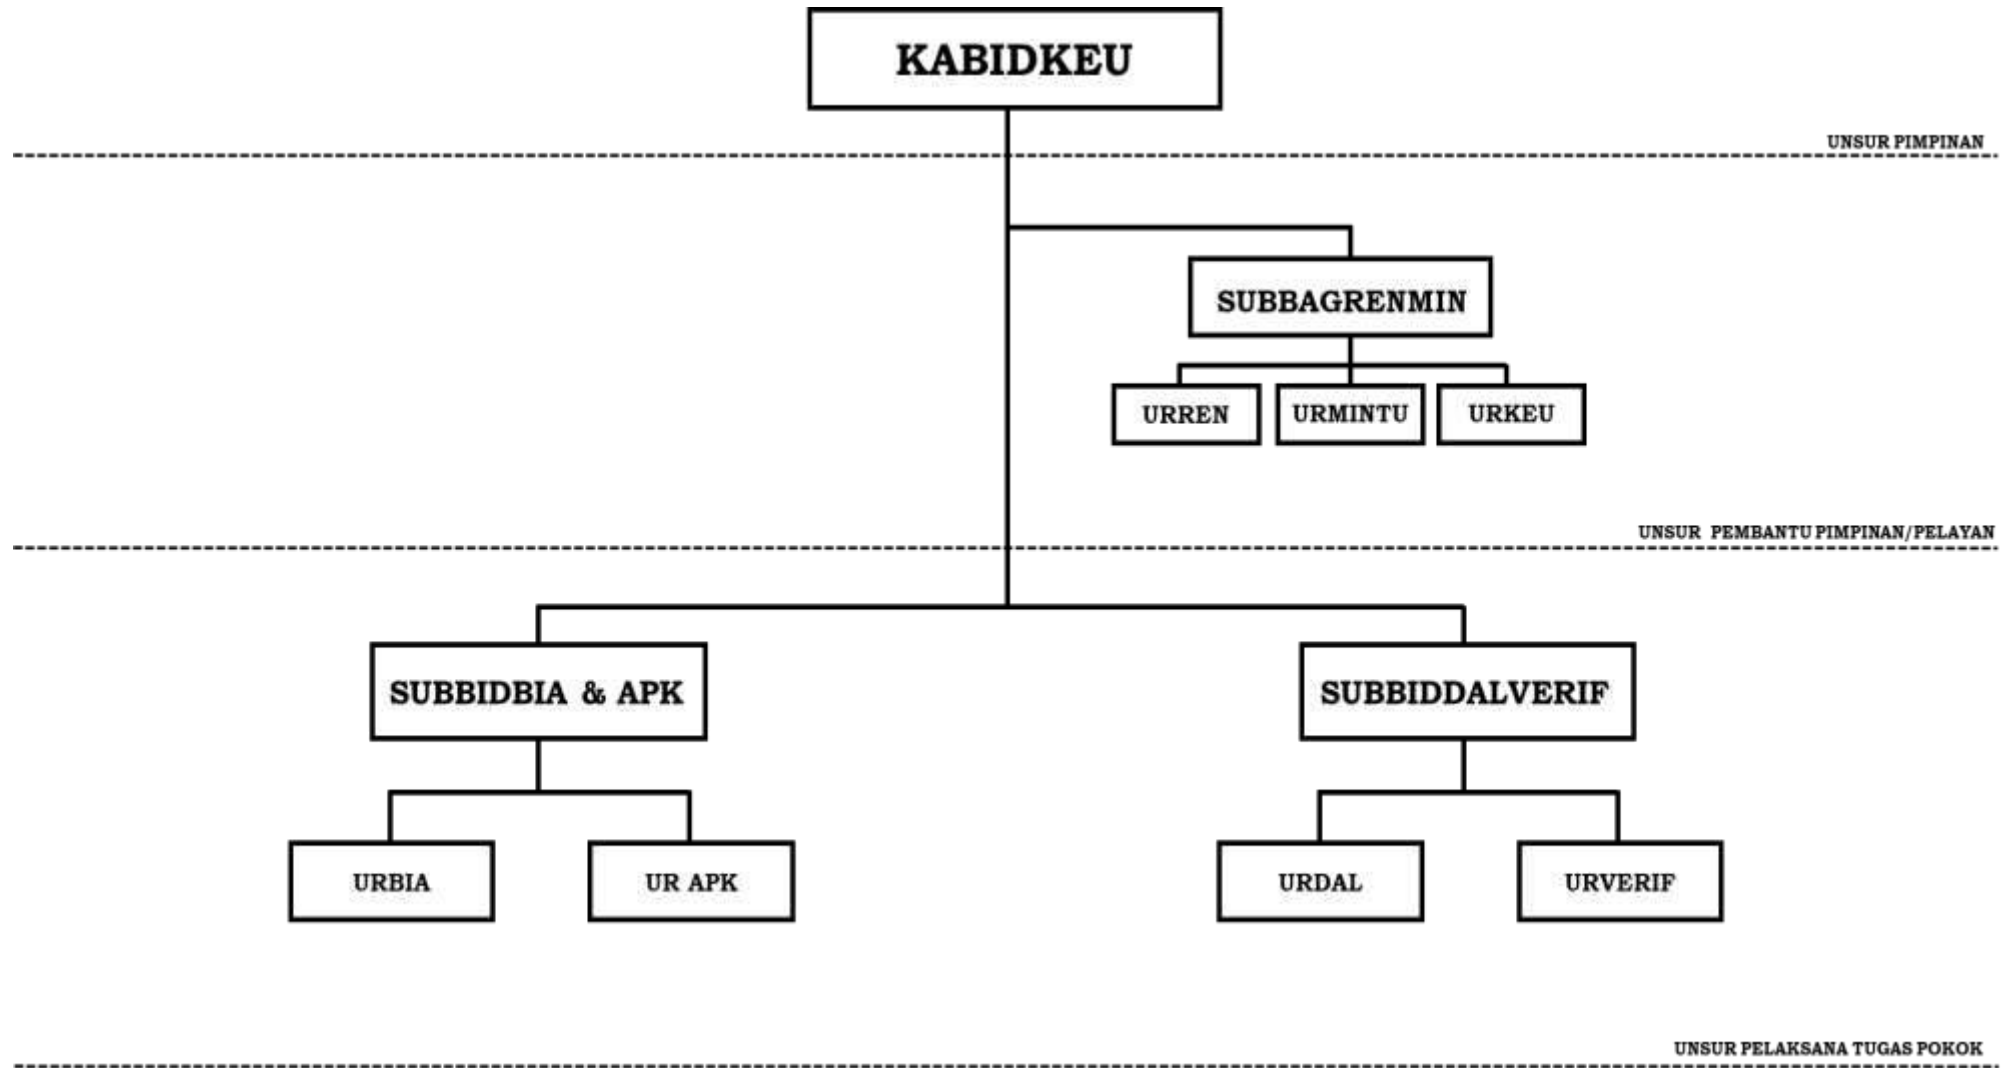 KABIDKEU
UNSUR PIMPINAN
SUBBAGRENMIN
URREN
URMINTU
URKEU
UNSUR PEMBANTU PIMPINAN/PELAYAN
SUBBIDBIA & APK
SUBBIDDALVERIF
URBIA
UR APK
URDAL
URVERIF
UNSUR PELAKSANA TUGAS POKOK